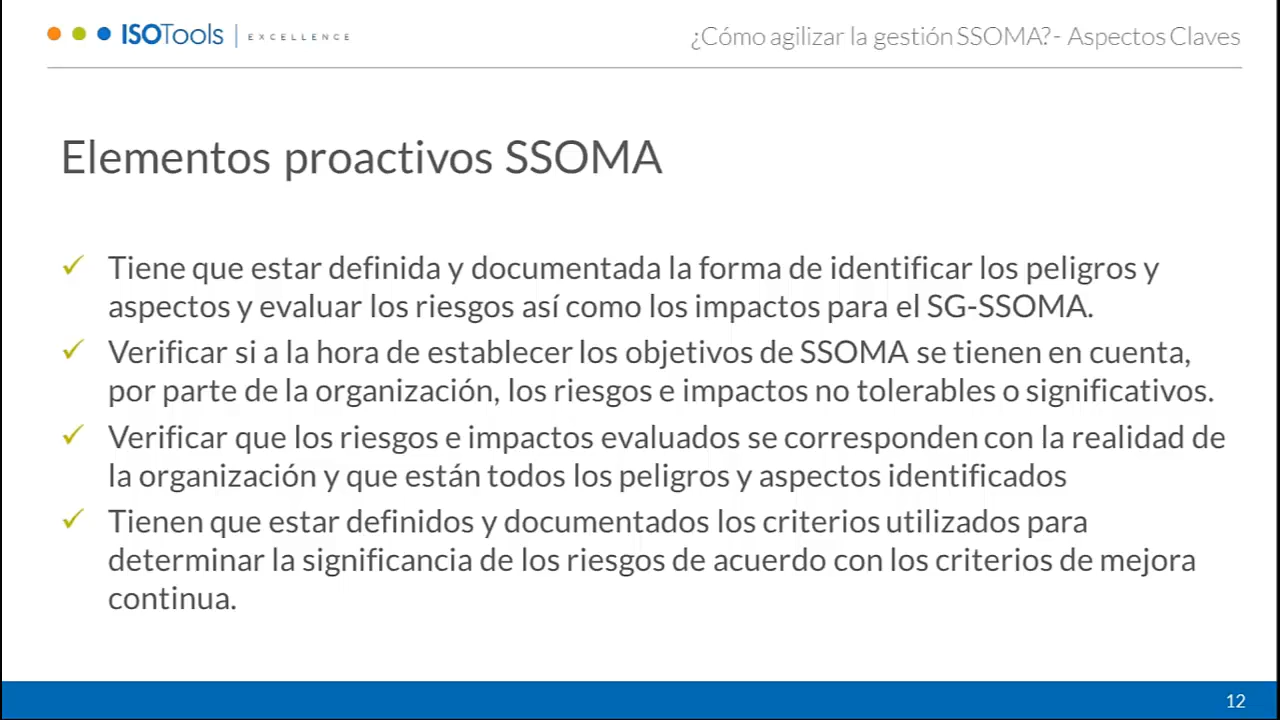 ISOTools | EXCELLENCE
¿Cómo agilizar la gestión SSOMA?- Aspectos Claves
Elementos proactivos SSOMA
✓ Tiene que estar definida y documentada la forma de identificar los peligros y
aspectos y evaluar los riesgos así como los impactos para el SG-SSOMA.
✓ Verificar si a la hora de establecer los objetivos de SSOMA se tienen en cuenta,
por parte de la organización, los riesgos e impactos no tolerables o significativos.
✓ Verificar que los riesgos e impactos evaluados se corresponden con la realidad de
la organización y que están todos los peligros y aspectos identificados
✓ Tienen que estar definidos y documentados los criterios utilizados para
determinar la significancia de los riesgos de acuerdo con los criterios de mejora
continua.
12